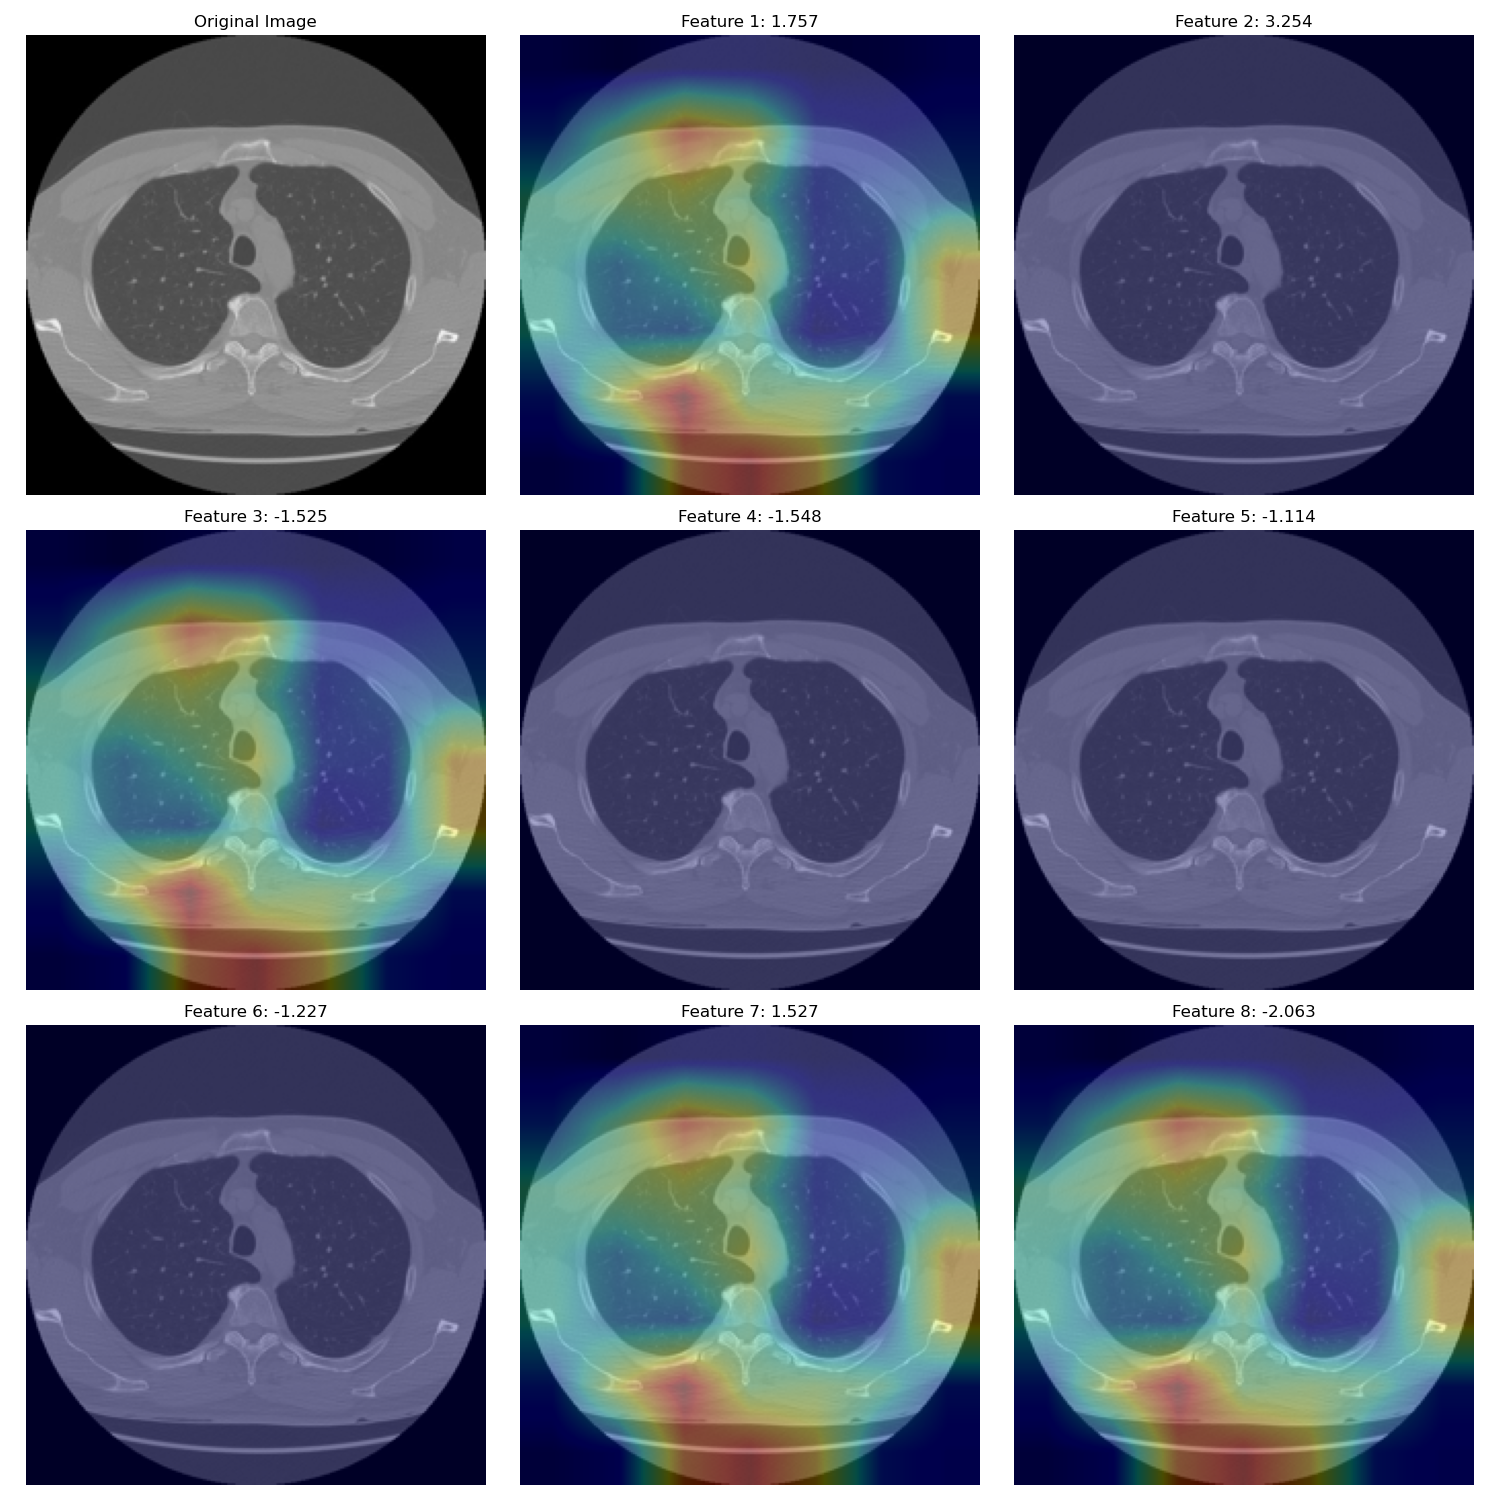 Original Image
Feature 1: 1.757
Feature 2: 3.254
Feature 3: -1.525
Feature 4: -1.548
Feature 5: -1.114
Feature 6: -1.227
Feature 7: 1.527
Feature 8: -2.063